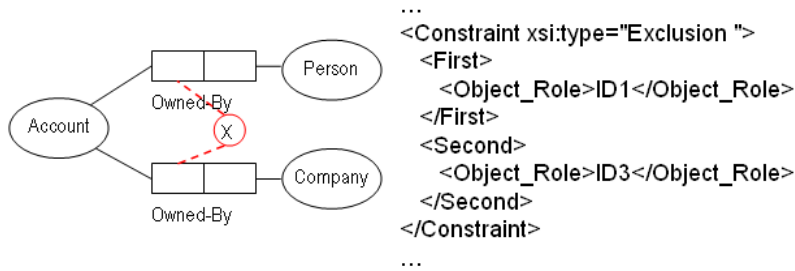 Person
Owned-By
Account
X
Company
Owned-By
...
<Constraint xsi:type="Exclusion ">
<First>
<Object_Role>ID1</Object_Role>
</First>
<Second>
<Object_Role>ID3</Object_Role>
</Second>
</Constraint>
...